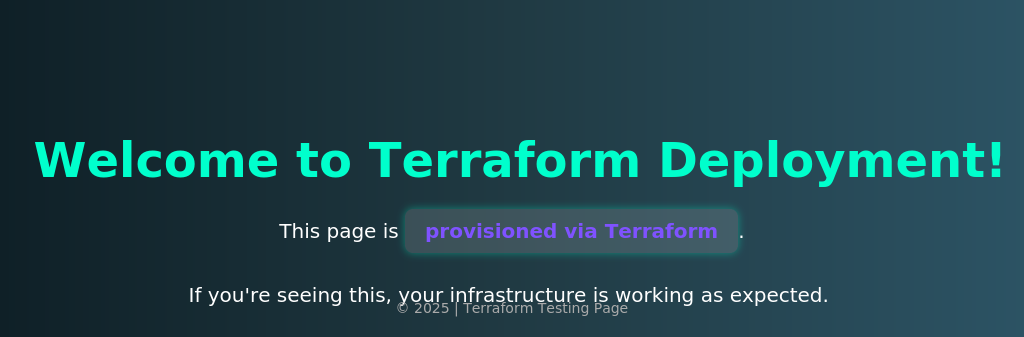 Welcome to Terraform Deployment!
This page is provisioned via Terraform .
If you're seeing this, your infrastructure is working as expected.
© 2025 | Terraform Testing Page